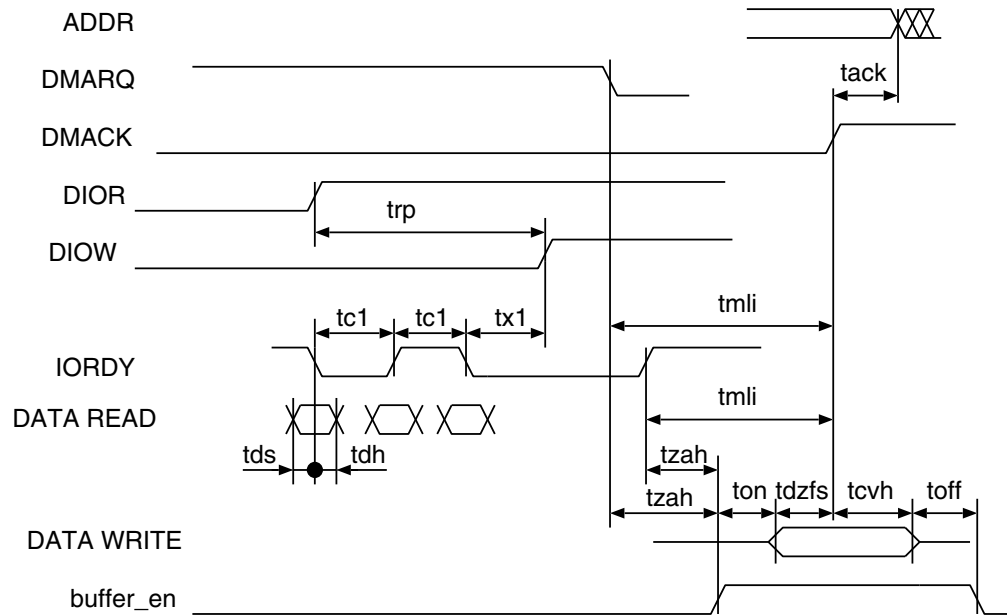 ADDR
DMARQ
tack
DMACK
DIOR
trp
DIOW
tmli
tc1 tc1 tx1
IORDY
tmli
DATA READ
tds tdh tzah
tzah ton tdzfs tcvh toff
DATA WRITE
buffer_en